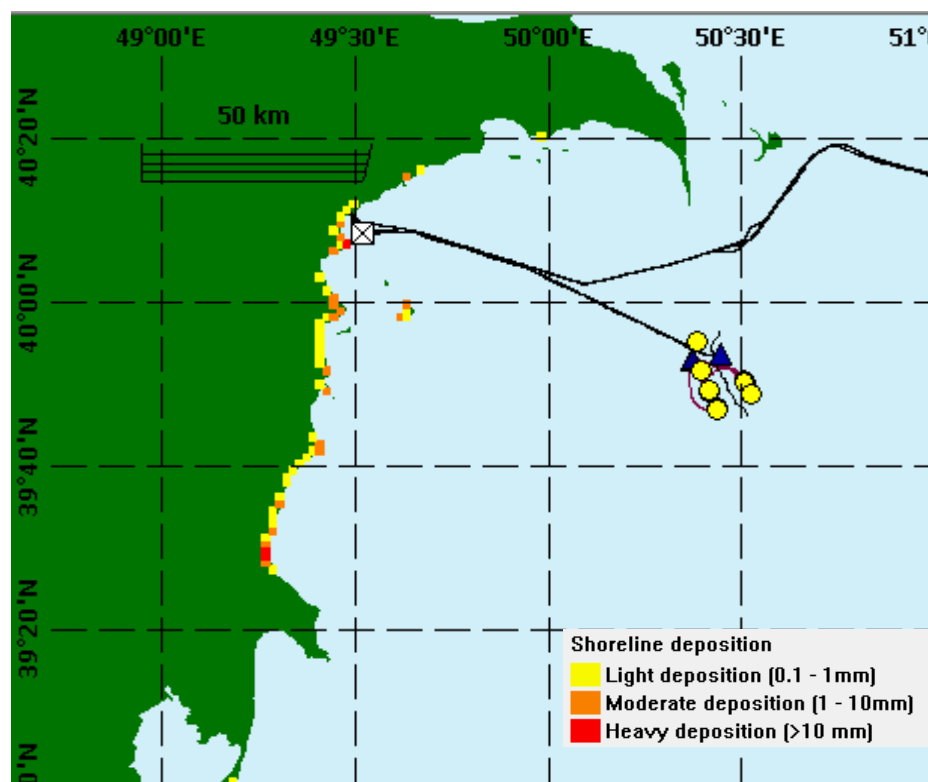 49°00'E 49°30'E 50°00'E 50°30'E
50 km
40°20'N
40°00'N
39°40'N
39°20'N
Shoreline deposition
Light deposition (0.1 - 1mm)
Moderate deposition (1 - 10mm)
Heavy deposition (>10 mm)